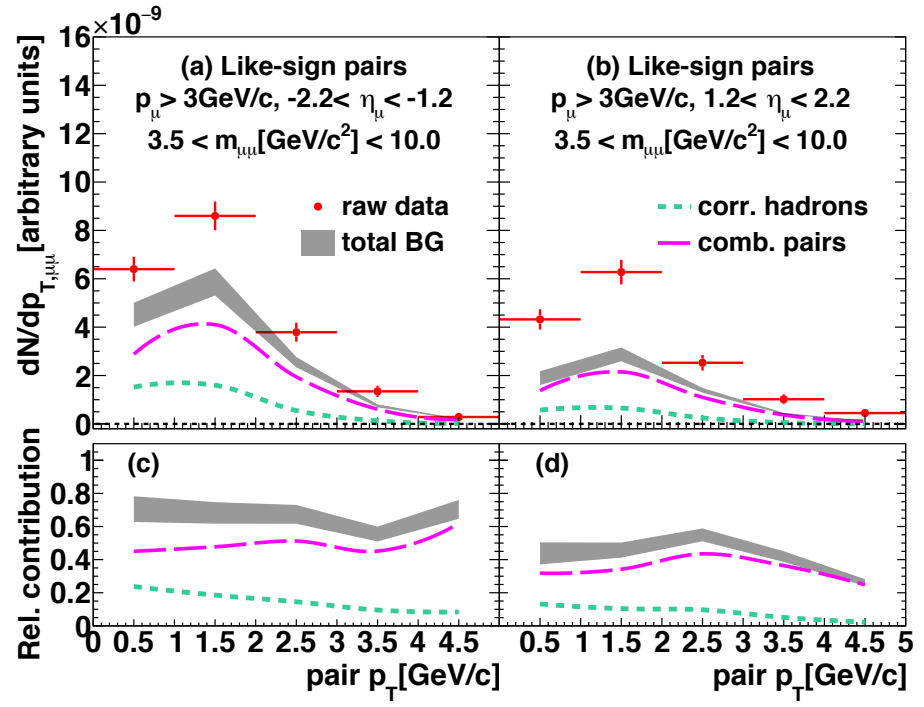 ×10⁻⁹
dN/dp_T,μμ [arbitrary units]
16
14
12
10
8
6
4
2
0
(a) Like-sign pairs
p_μ > 3GeV/c, -2.2< η_μ < -1.2
3.5 < m_μμ[GeV/c²] < 10.0
raw data
total BG
(b) Like-sign pairs
p_μ > 3GeV/c, 1.2< η_μ < 2.2
3.5 < m_μμ[GeV/c²] < 10.0
corr. hadrons
comb. pairs
Rel. contribution
1
0.8
0.6
0.4
0.2
0
(c)
(d)
0 0.5 1 1.5 2 2.5 3 3.5 4 4.5
0.5 1 1.5 2 2.5 3 3.5 4 4.5 5
pair p_T[GeV/c]
pair p_T[GeV/c]